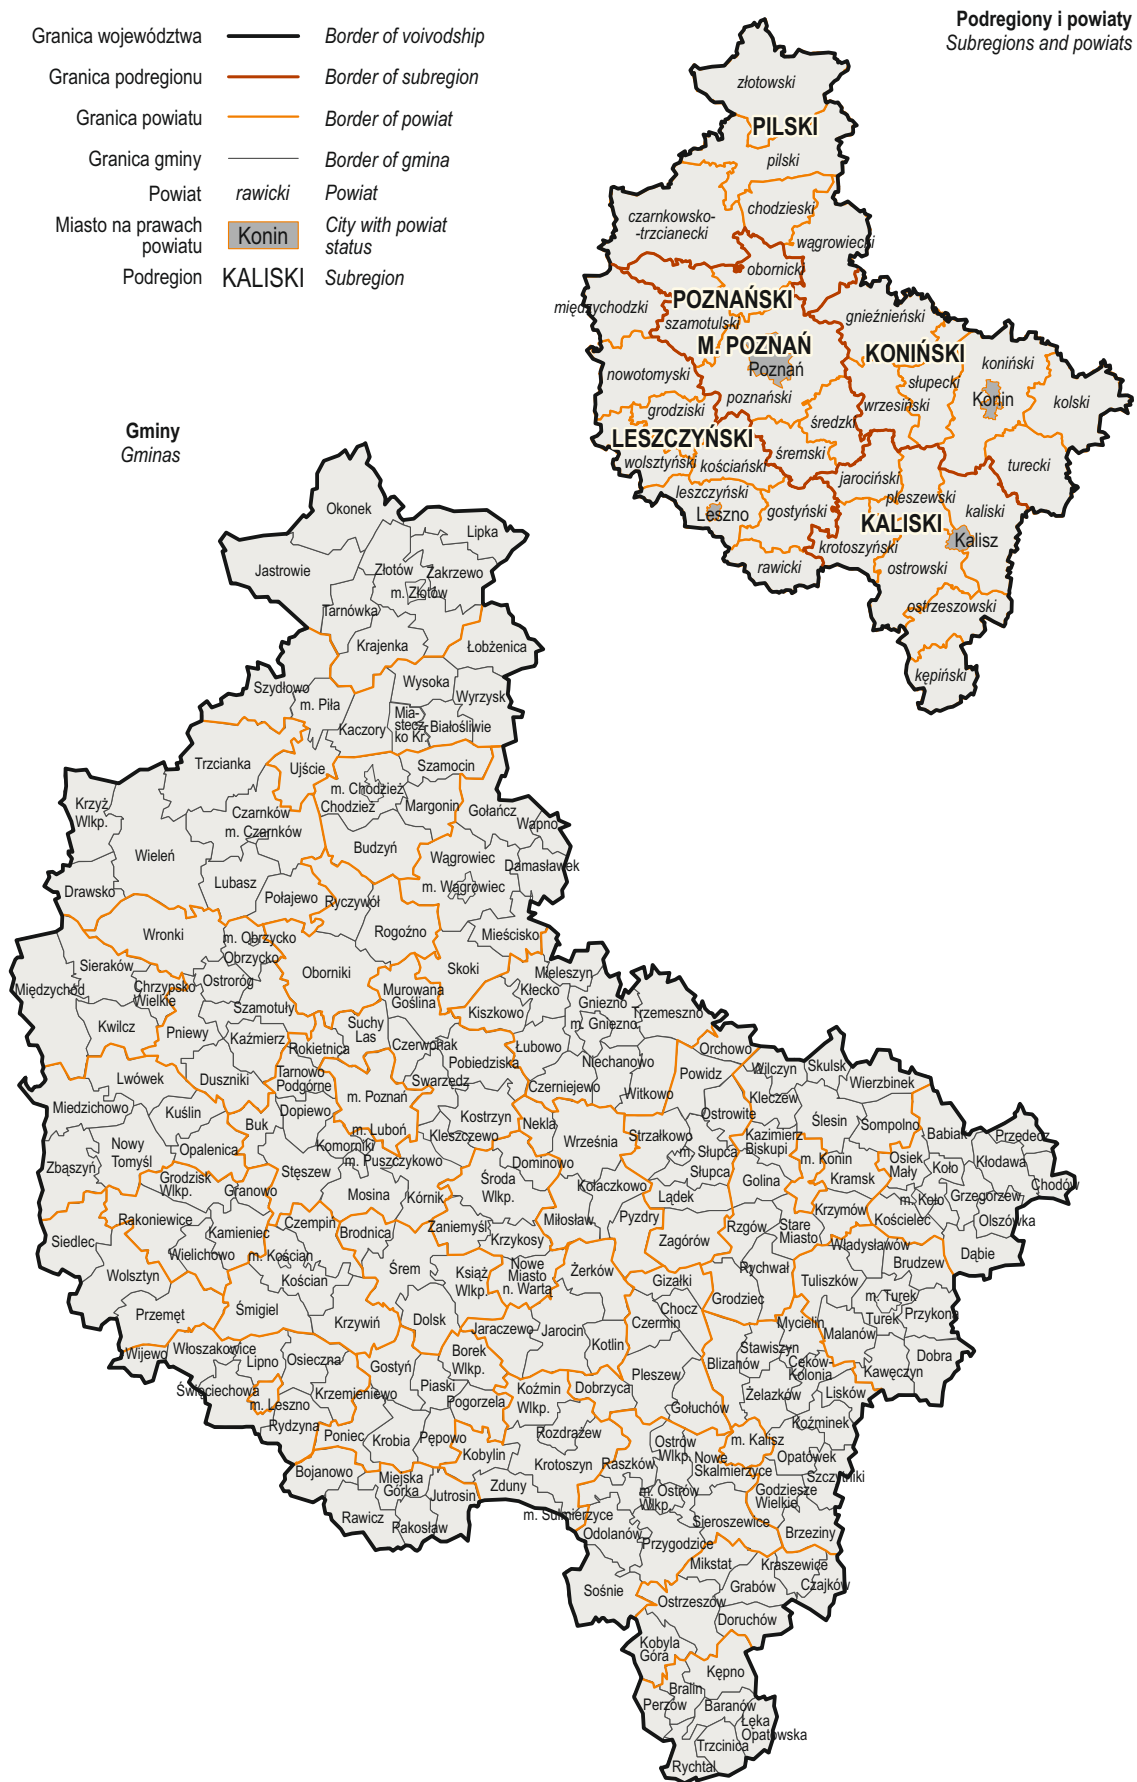 Granica województwa Border of voivodship
Granica podregionu Border of subregion
Granica powiatu Border of powiat
Granica gminy Border of gmina
Powiat rawicki Powiat
Miasto na prawach
powiatu
Konin
City with powiat
status
Podregion KALISKI Subregion
Podregiony i powiaty
Subregions and powiats
złotowski
PILSKI
pilski
chodzieski
czarnkowsko-
-trzcianecki
wągrowiecki
obornicki
międzychodzki
POZNAŃSKI
gnieźnieński
szamotulski
M. POZNAŃ
KONIŃSKI
koniński
Poznań
słupecki
nowotomyski
poznański
wrzesiński
Konin
kolski
grodziski
średzki
LESZCZYŃSKI
śremski
wolsztyński
kościański
jarociński
turecki
leszczyński
pleszewski
Leszno
gostyński
KALISKI
kaliski
Kalisz
krotoszyński
rawicki
ostrowski
ostrzeszowski
kępiński
Gminy
Gminas
Okonek
Lipka
Jastrowie
Złotów
Zakrzewo
m. Złotów
Tarnówka
Krajenka
Łobżenica
Szydłowo
Wysoka
Wyrzysk
m. Piła
Mia-
stecz-
ko Kr.
Kaczory
Białośliwie
Trzcianka
Ujście
Szamocin
m. Chodzież
Chodzież
Margonin
Krzyż
Wlkp.
Czarnków
m. Czarnków
Gołańcz
Wapno
Wieleń
Budzyń
Wągrowiec
Damasławek
Drawsko
Lubasz
m. Wągrowiec
Połajewo
Ryczywół
Wronki
m. Obrzycko
Rogoźno
Mieścisko
Obrzycko
Sieraków
Oborniki
Skoki
Mieleszyn
Międzychód
Chrzypsko
Wielkie
Ostroróg
Murowana
Goślina
Kłecko
Gniezno
Szamotuły
Kiszkowo
Trzemeszno
Kwilcz
Pniewy
Suchy
Las
m. Gniezno
Kaźmierz
Rokietnica
Czerwonak
Łubowo
Orchowo
Pobiedziska
Niechanowo
Lwówek
Duszniki
Tarnowo
Podgórne
Swarzędz
Czerniejewo
Powidz
Wilczyn
Skulsk
Wierzbinek
Miedzichowo
Kuślin
Dopiewo
m. Poznań
Witkowo
Kleczew
Buk
m. Luboń
Kostrzyn
Nekla
Ostrowite
Ślesin
Sompolno
Nowy
Tomyśl
Opalenica
Komorniki
Kleszczewo
Września
Strzałkowo
Kazimierz
Biskupi
Babiak
Przedecz
m. Słupca
Zbąszyń
Stęszew
m. Puszczykowo
Dominowo
Słupca
m. Konin
Osiek
Mały
Koło
Kłodawa
Grodzisk
Wlkp.
Granowo
Mosina
Kórnik
Środa
Wlkp.
Kołaczkowo
Golina
Kramsk
Chodów
Lądek
m. Koło
Grzegorzew
Rakoniewice
Czempiń
Zaniemyśl
Miłosław
Pyzdry
Krzymów
Kościelec
Olszówka
Siedlec
Kamieniec
Brodnica
Krzykosy
Zagórów
Rzgów
Stare
Miasto
Wielichowo
m. Kościan
Władysławów
Dąbie
Śrem
Książ
Wlkp.
Nowe
Miasto
n. Wartą
Żerków
Rychwał
Brudzew
Wolsztyn
Kościan
Gizałki
Tuliszków
m. Turek
Przemęt
Śmigiel
Krzywiń
Dolsk
Chocz
Grodziec
Turek
Przykona
Czermin
Mycielin
Malanów
Jaraczewo
Jarocin
Kotlin
Stawiszyn
Wijewo
Włoszakowice
Lipno
Osieczna
Gostyń
Borek
Wlkp.
Blizanów
Ceków-
Kolonia
Kawęczyn
Dobra
Święciechowa
Pleszew
m. Leszno
Krzemieniewo
Piaski
Pogorzela
Koźmin
Wlkp.
Dobrzyca
Żelazków
Lisków
Gołuchów
Koźminek
Rydzyna
Poniec
Krobia
Pępowo
Rozdrażew
Ostrów
Wlkp.
m. Kalisz
Kobylin
Raszków
Nowe
Skalmierzyce
Opatówek
Bojanowo
Miejska
Górka
Krotoszyn
Szczytniki
Zduny
m. Ostrów
Wlkp.
Godziesze
Wielkie
Jutrosin
Rawicz
Pakosław
m. Sulmierzyce
Sieroszewice
Odolanów
Przygodzice
Brzeziny
Mikstat
Kraszewice
Sośnie
Grabów
Czajków
Ostrzeszów
Doruchów
Kobyla
Góra
Kępno
Bralin
Perzów
Baranów
Łęka
Opatowska
Trzcinica
Rychtal